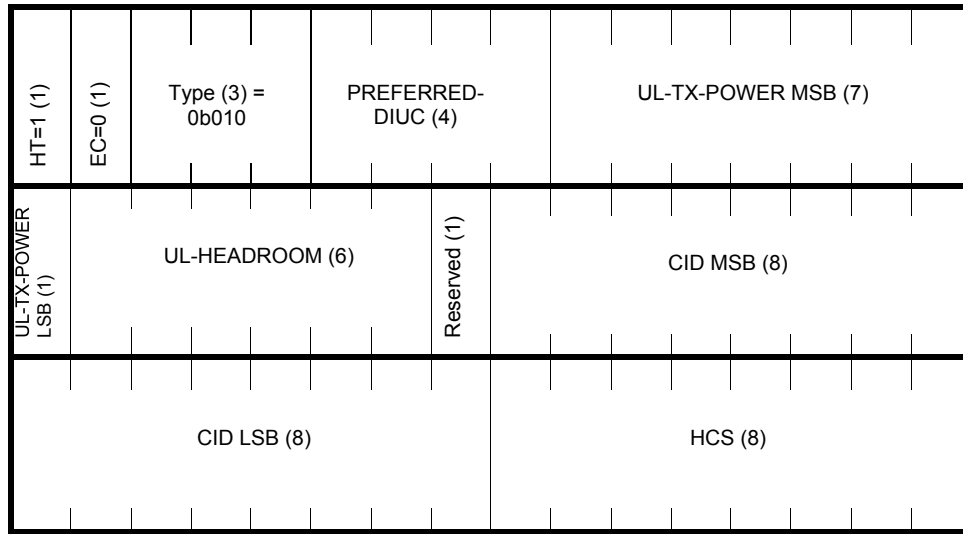 HT=1 (1)
EC=0 (1)
Type (3) =
0b010
PREFERRED-
DIUC (4)
UL-TX-POWER MSB (7)
UL-TX-POWER
LSB (1)
UL-HEADROOM (6)
Reserved (1)
CID MSB (8)
CID LSB (8)
HCS (8)